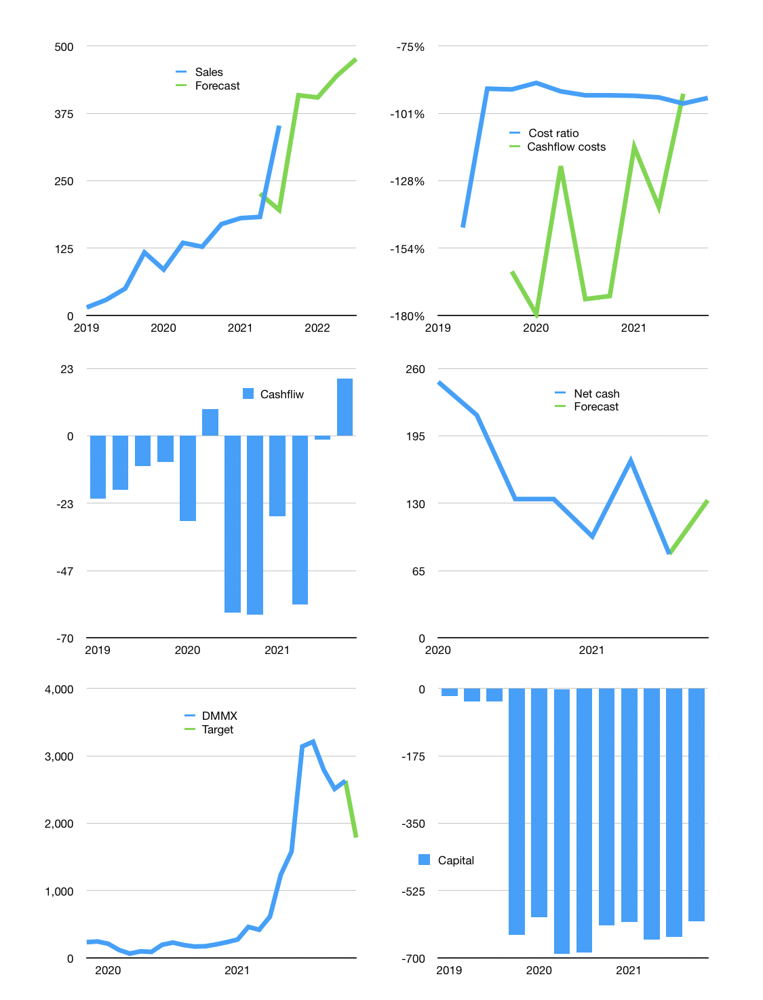 500
Sales
Forecast
375
250
125
0
2019 2020 2021 2022
-75%
-101%
Cost ratio
Cashflow costs
-128%
-154%
-180%
2019 2020 2021
23
Cashfliw
0
-23
-47
-70
2019 2020 2021
260
Net cash
Forecast
195
130
65
0
2020 2021
4,000
DMMX
Target
3,000
2,000
1,000
0
2020 2021
0
-175
-350
Capital
-525
-700
2019 2020 2021